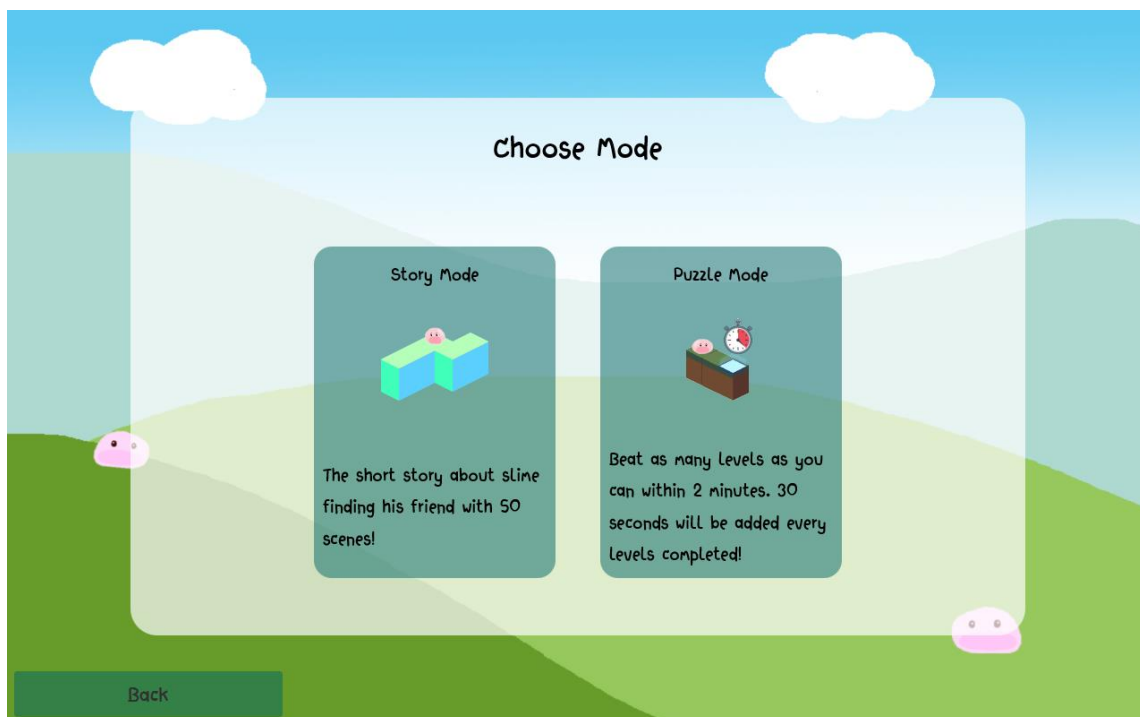 Choose Mode
Story Mode
The short story about slime
finding his friend with 50
scenes!
Puzzle Mode
Beat as many levels as you
can within 2 minutes. 30
seconds will be added every
levels completed!
Back